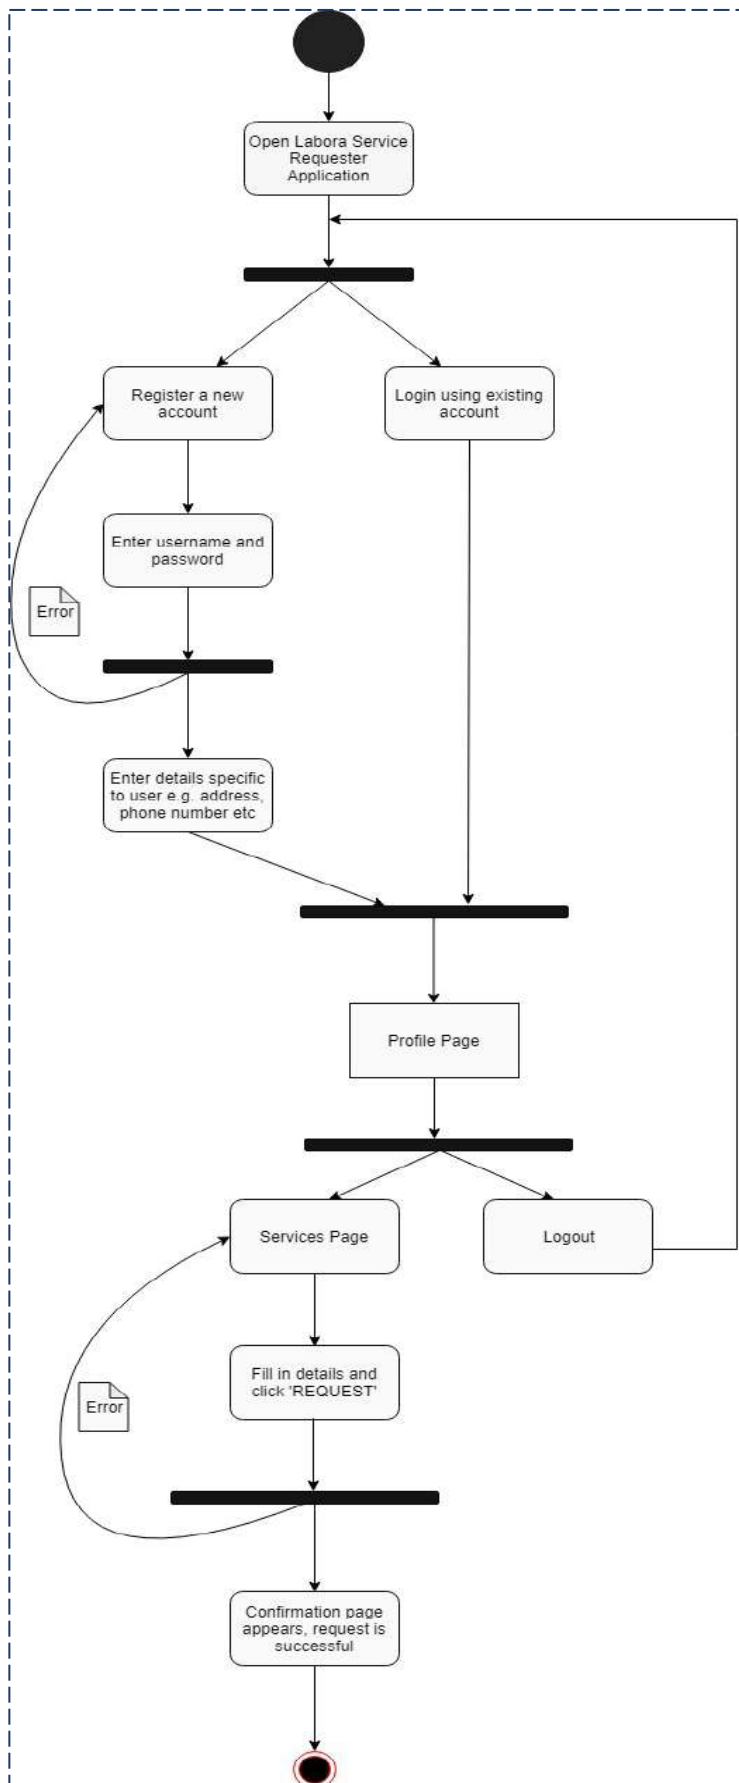 Open Labora Service
Requester
Application
Register a new
account
Login using existing
account
Enter username and
password
Error
Enter details specific
to user e.g. address,
phone number etc
Profile Page
Services Page
Logout
Fill in details and
click 'REQUEST'
Error
Confirmation page
appears, request is
successful